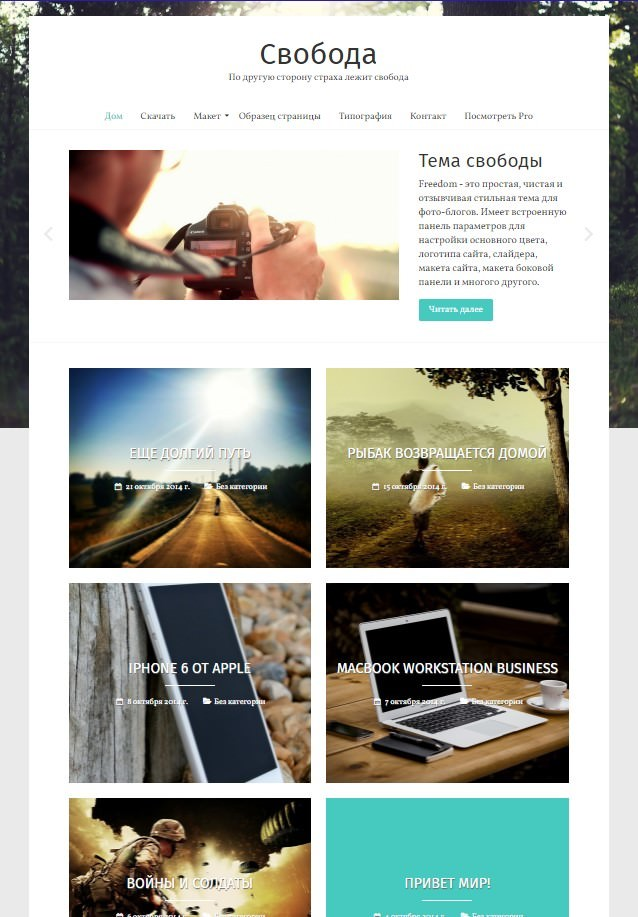 Свобода
По другую сторону страха лежит свобода
Дом Скачать Макет Образец страницы Типография Контакт Посмотреть Pro
Тема свободы
Freedom - это простая, чистая и
отзывчивая стильная тема для
фото-блогов. Имеет встроенную
панель параметров для
настройки основного цвета,
логотипа сайта, слайдера,
макета сайта, макета боковой
панели и многого другого.
Читать далее
ЕЩЕ ДОЛГИЙ ПУТЬ
21 октября 2014 г. Без категории
РЫБАК ВОЗВРАЩАЕТСЯ ДОМОЙ
15 октября 2014 г. Без категории
IPHONE 6 ОТ APPLE
8 октября 2014 г. Без категории
MACBOOK WORKSTATION BUSINESS
7 октября 2014 г. Без категории
ВОЙНЫ И СОЛДАТЫ
ПРИВЕТ МИР!